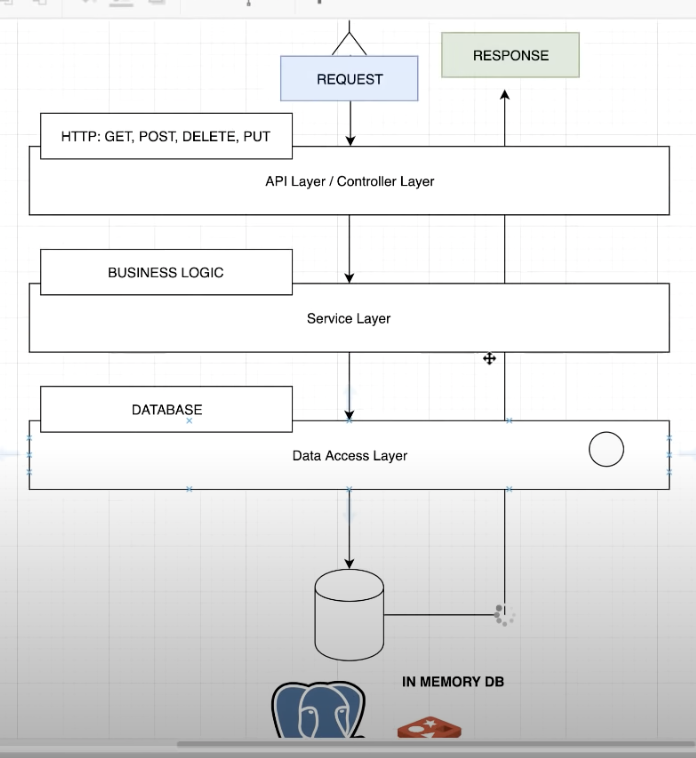 REQUEST
RESPONSE
HTTP: GET, POST, DELETE, PUT
API Layer / Controller Layer
BUSINESS LOGIC
Service Layer
DATABASE
Data Access Layer
IN MEMORY DB